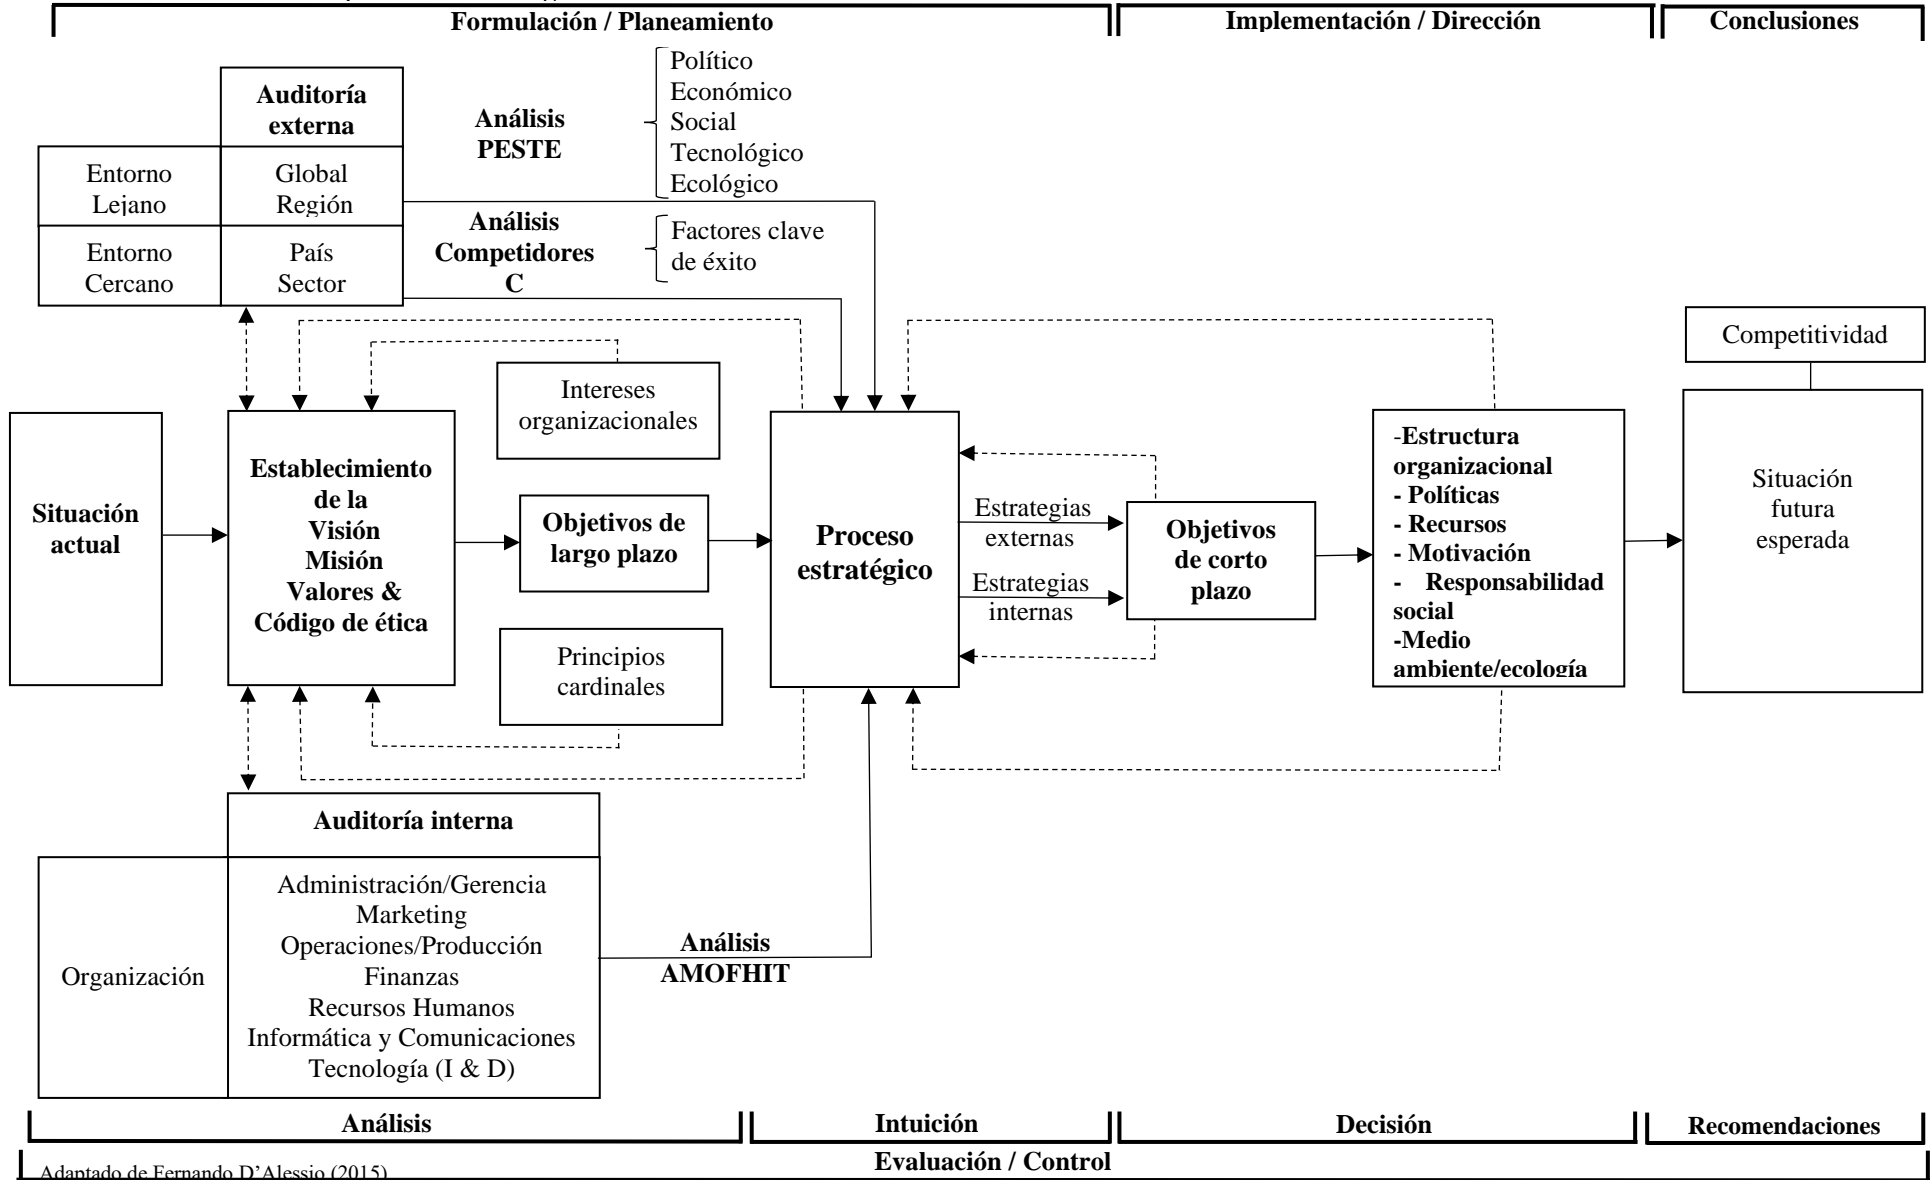 Formulación / Planeamiento
Implementación / Dirección
Conclusiones
Auditoría
externa
Análisis
PESTE
Político
Económico
Social
Tecnológico
Ecológico
Entorno
Lejano
Global
Región
Análisis
Competidores
C
Factores clave
de éxito
Entorno
Cercano
País
Sector
Competitividad
Intereses
organizacionales
Situación
actual
Establecimiento
de la
Visión
Misión
Valores &
Código de ética
Objetivos de
largo plazo
Principios
cardinales
Proceso
estratégico
Estrategias
externas
Estrategias
internas
Objetivos
de corto
plazo
-Estructura
organizacional
- Políticas
- Recursos
- Motivación
- Responsabilidad
social
-Medio
ambiente/ecología
Situación
futura
esperada
Auditoría interna
Organización
Administración/Gerencia
Marketing
Operaciones/Producción
Finanzas
Recursos Humanos
Informática y Comunicaciones
Tecnología (I & D)
Análisis
AMOFHIT
Análisis
Intuición
Decisión
Recomendaciones
Evaluación / Control
Adaptado de Fernando D’Alessio (2015)